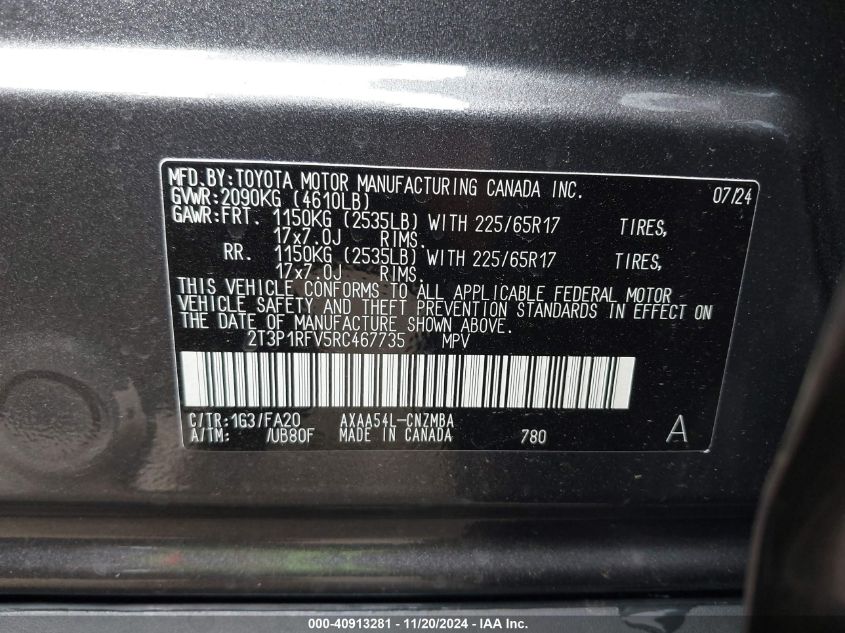 MFD.BY:TOYOTA MOTOR MANUFACTURING CANADA INC. 07/24
GVWR:2090KG (4610LB)
GAWR:FRT. 1150KG (2535LB) WITH 225/65R17 TIRES,
17x7.0J RIMS.
RR. 1150KG (2535LB) WITH 225/65R17 TIRES,
17x7.0J RIMS.
THIS VEHICLE CONFORMS TO ALL APPLICABLE FEDERAL MOTOR
VEHICLE SAFETY AND THEFT PREVENTION STANDARDS IN EFFECT ON
THE DATE OF MANUFACTURE SHOWN ABOVE.
2T3P1RFV5RC467735 MPV
C/TR:1G3/FA20 AXAA54L-CNZMBA
A/TM: /UB80F MADE IN CANADA 780 A
000-40913281 - 11/20/2024 - IAA Inc.